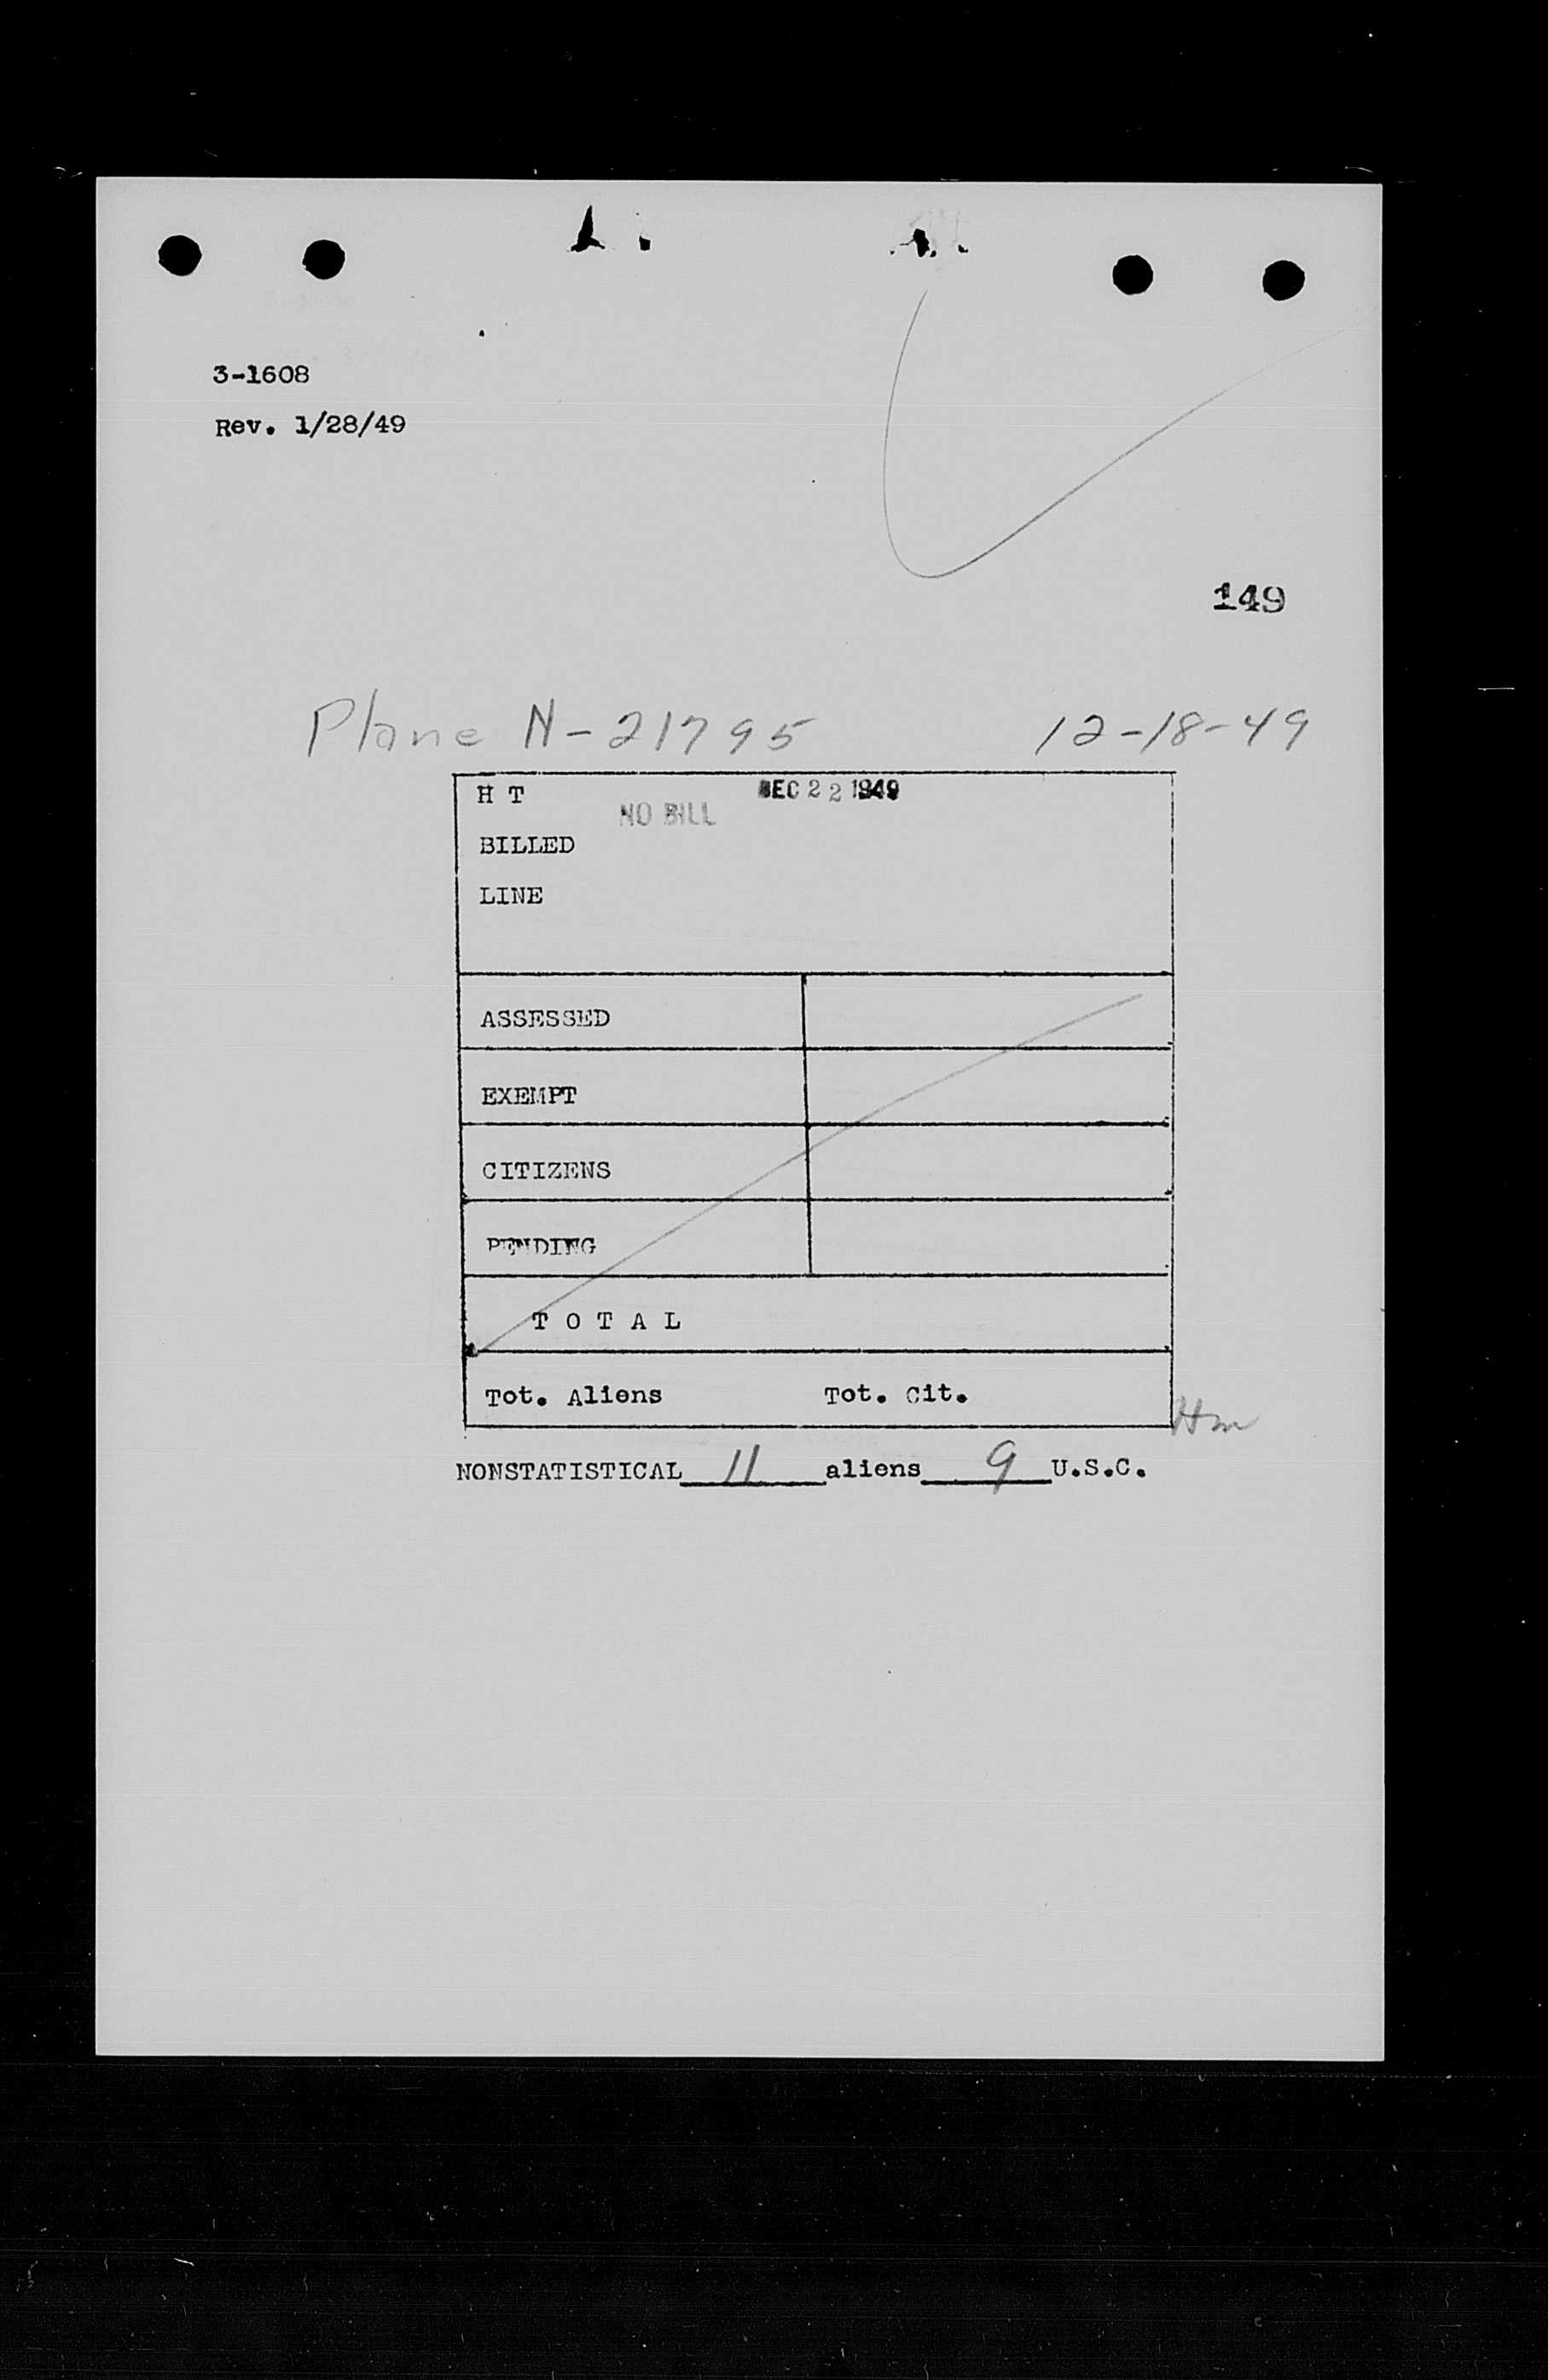 3-1608
Rev. 1/28/49
149
Plane N-21795 12-18-49
H T DEC 22 1949
NO BILL
BILLED
LINE
ASSESSED
EXEMPT
CITIZENS
PENDING
T O T A L
Tot. Aliens Tot. Cit.
Hm
NONSTATISTICAL 11 aliens 9 U.S.C.